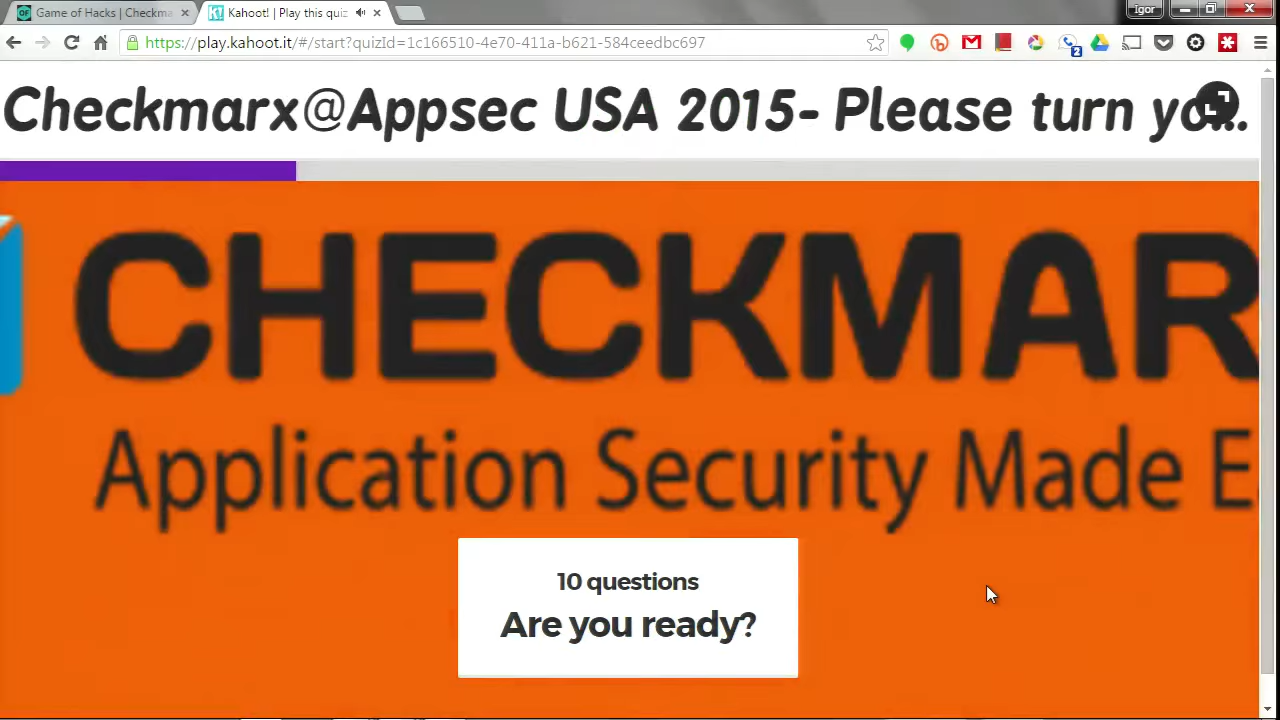 Game of Hacks | Checkma
Kahoot! | Play this quiz
Igor
https://play.kahoot.it/#/start?quizId=1c166510-4e70-411a-b621-584ceedbc697
2
Checkmarx@Appsec USA 2015- Please turn yo...
CHECKMAR
Application Security Made E
10 questions
Are you ready?